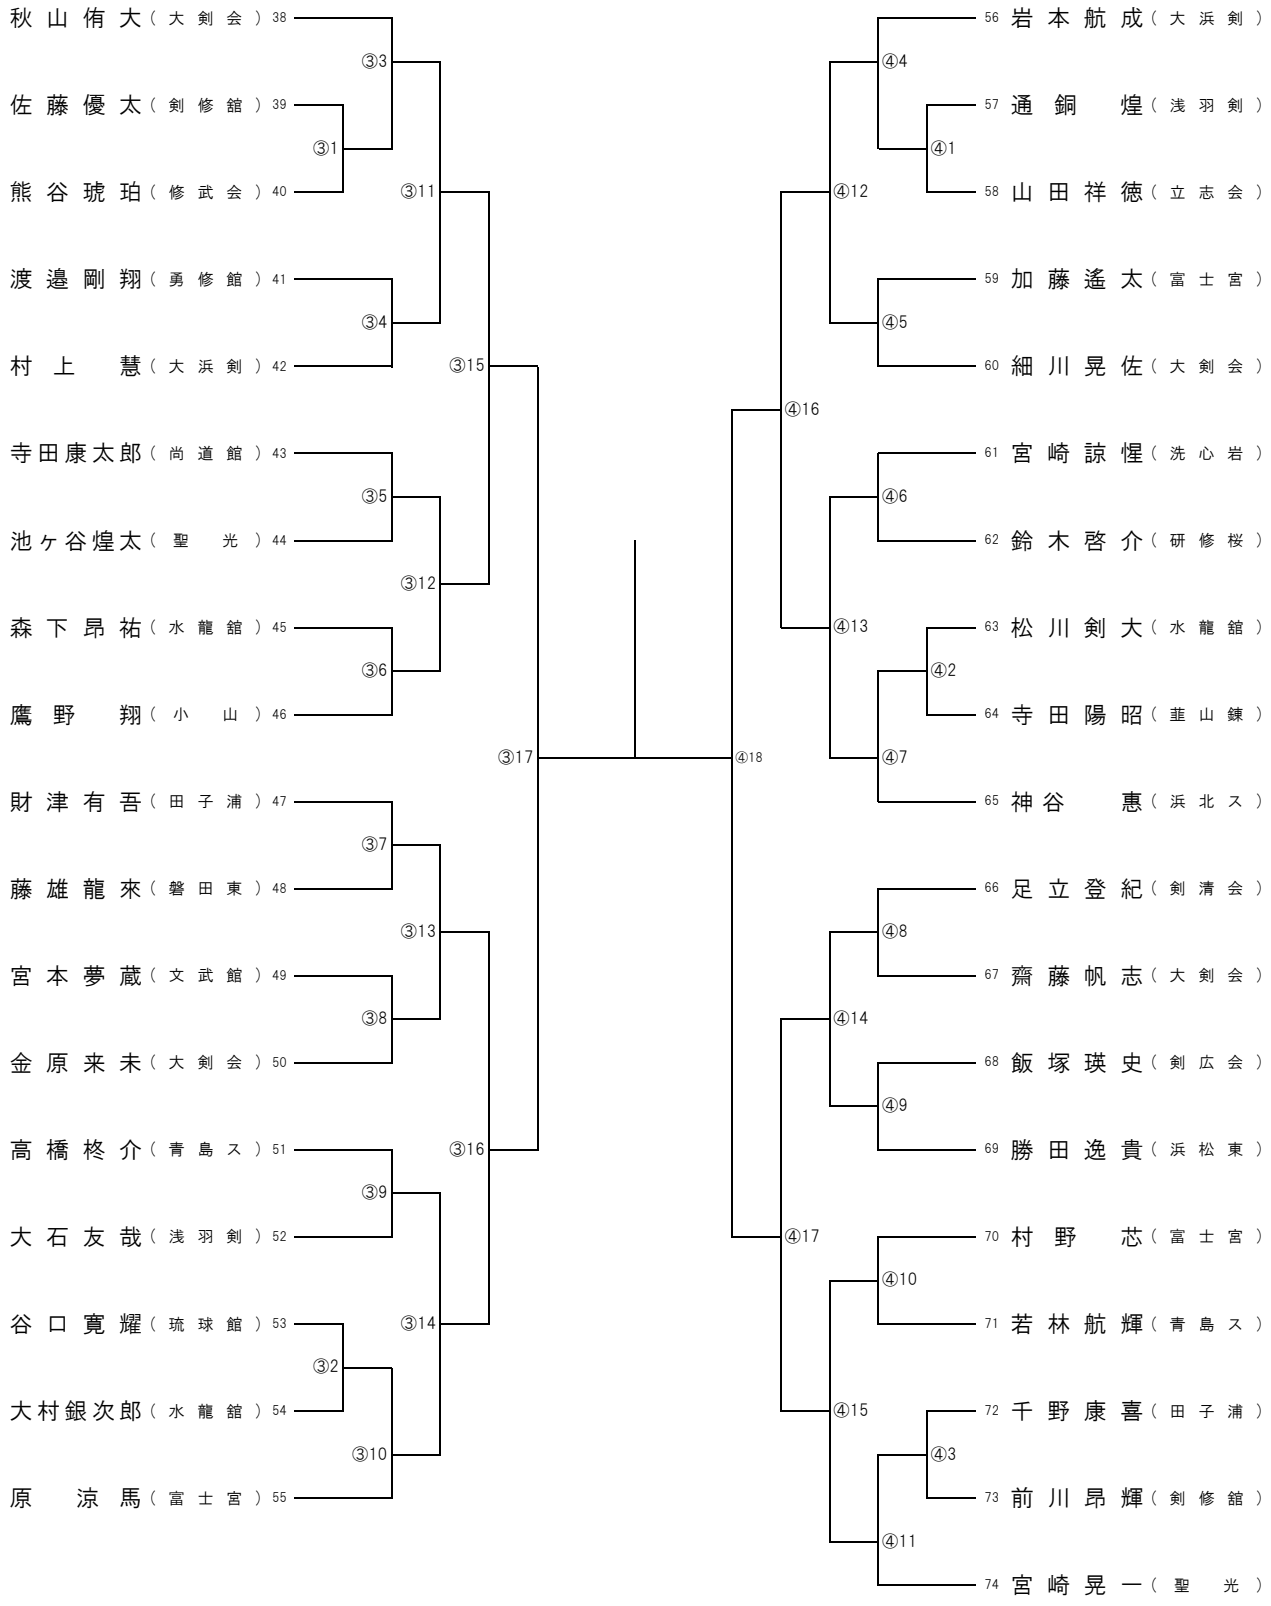 秋山侑大（大剣会）38
③3
佐藤優太（剣修舘）39
③1
熊谷琥珀（修武会）40
③11
渡邉剛翔（勇修館）41
③4
村上慧（大浜剣）42
③15
寺田康太郎（尚道館）43
③5
池ヶ谷煌太（聖光）44
③12
森下昂祐（水龍舘）45
③6
鷹野翔（小山）46
③17
財津有吾（田子浦）47
③7
藤雄龍來（磐田東）48
③13
宮本夢蔵（文武館）49
③8
金原来未（大剣会）50
③16
高橋柊介（青島ス）51
③9
大石友哉（浅羽剣）52
③14
谷口寛耀（琉球館）53
③2
大村銀次郎（水龍舘）54
③10
原涼馬（富士宮）55
56 岩本航成（大浜剣）
④4
57 通銅煌（浅羽剣）
④1
58 山田祥徳（立志会）
④12
59 加藤遙太（富士宮）
④5
60 細川晃佐（大剣会）
④16
61 宮崎諒惺（洗心岩）
④6
62 鈴木啓介（研修桜）
④13
63 松川剣大（水龍舘）
④2
64 寺田陽昭（韮山錬）
④7
④18
65 神谷惠（浜北ス）
66 足立登紀（剣清会）
④8
67 齋藤帆志（大剣会）
④14
68 飯塚瑛史（剣広会）
④9
69 勝田逸貴（浜松東）
④17
70 村野芯（富士宮）
④10
71 若林航輝（青島ス）
④15
72 千野康喜（田子浦）
④3
73 前川昂輝（剣修舘）
④11
74 宮崎晃一（聖光）